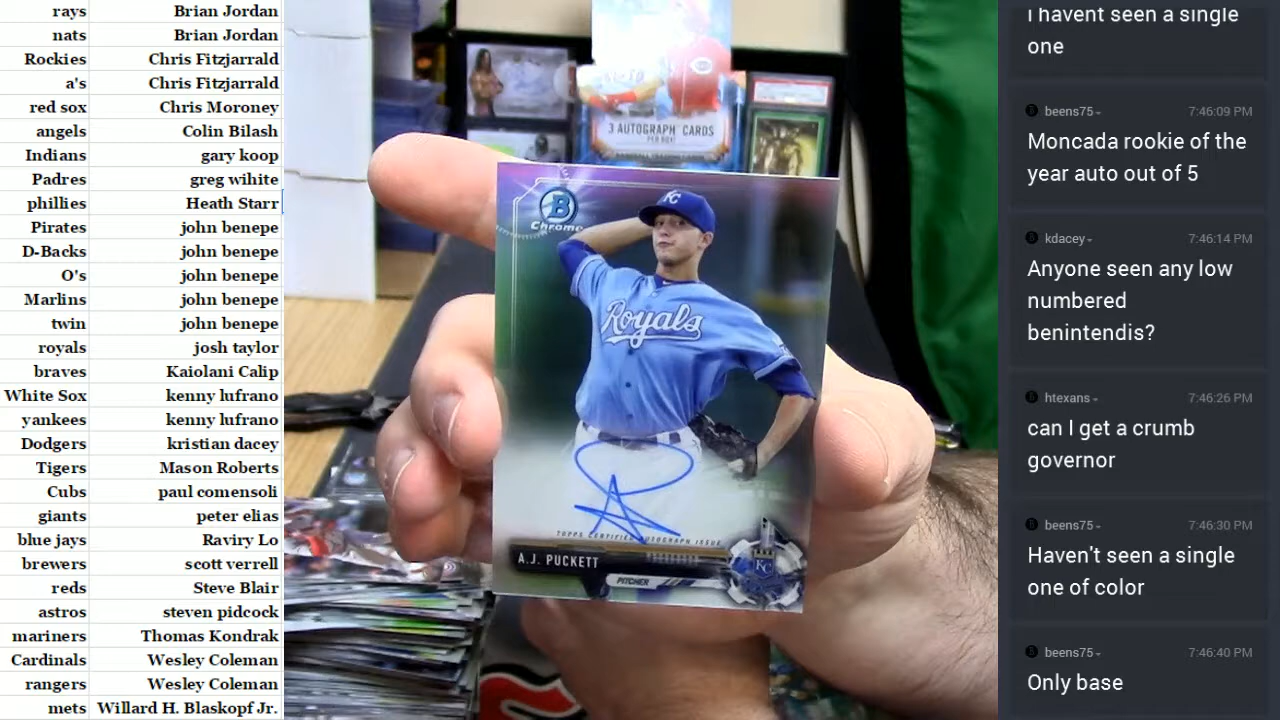 rays Brian Jordan
nats Brian Jordan
Rockies Chris Fitzjarrald
a's Chris Fitzjarrald
red sox Chris Moroney
angels Colin Bilash
Indians gary koop
Padres greg wihite
phillies Heath Starr
Pirates john benepe
D-Backs john benepe
O's john benepe
Marlins john benepe
twin john benepe
royals josh taylor
braves Kaiolani Calip
White Sox kenny lufrano
yankees kenny lufrano
Dodgers kristian dacey
Tigers Mason Roberts
Cubs paul comensoli
giants peter elias
blue jays Raviry Lo
brewers scott verrell
reds Steve Blair
astros steven pidcock
mariners Thomas Kondrak
Cardinals Wesley Coleman
rangers Wesley Coleman
mets Willard H. Blaskopf Jr.
3 AUTOGRAPH CARDS
PER BOX!
B
Chrome
KC
Royals
TOPPS CERTIFIED AUTOGRAPH ISSUE
A.J. PUCKETT
PITCHER
KC
i havent seen a single
one
beens75 7:46:09 PM
Moncada rookie of the
year auto out of 5
kdacey 7:46:14 PM
Anyone seen any low
numbered
benintendis?
htexans 7:46:26 PM
can I get a crumb
governor
beens75 7:46:30 PM
Haven't seen a single
one of color
beens75 7:46:40 PM
Only base